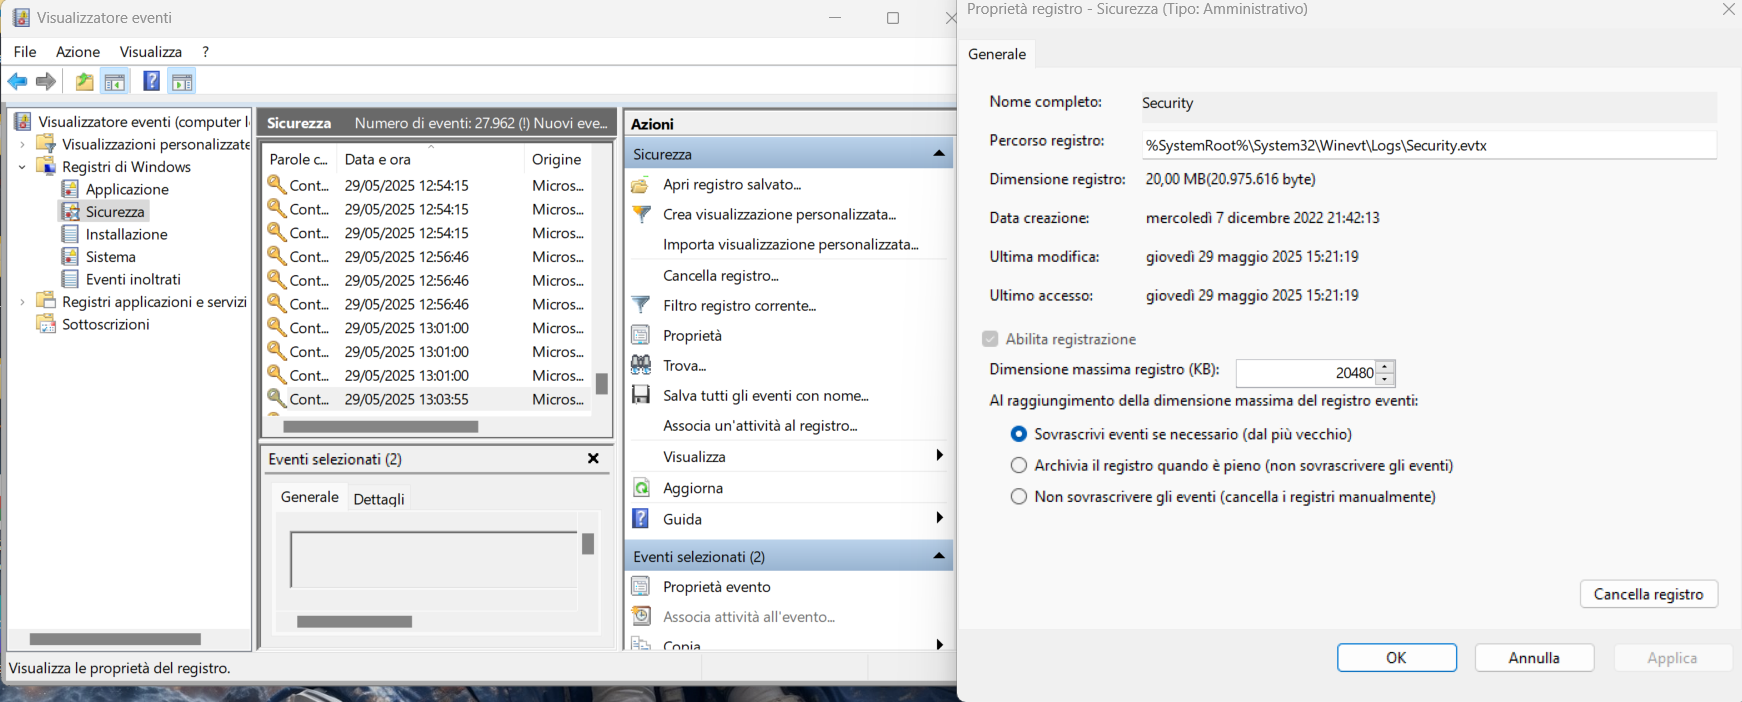 Visualizzatore eventi
File Azione Visualizza ?
Visualizzatore eventi (computer l
Visualizzazioni personalizzate
Registri di Windows
Applicazione
Sicurezza
Installazione
Sistema
Eventi inoltrati
Registri applicazioni e servizi
Sottoscrizioni
Sicurezza Numero di eventi: 27.962 (!) Nuovi eve...
Parole c... Data e ora Origine
Cont... 29/05/2025 12:54:15 Micros...
Cont... 29/05/2025 12:54:15 Micros...
Cont... 29/05/2025 12:54:15 Micros...
Cont... 29/05/2025 12:56:46 Micros...
Cont... 29/05/2025 12:56:46 Micros...
Cont... 29/05/2025 12:56:46 Micros...
Cont... 29/05/2025 13:01:00 Micros...
Cont... 29/05/2025 13:01:00 Micros...
Cont... 29/05/2025 13:01:00 Micros...
Cont... 29/05/2025 13:03:55 Micros...
Eventi selezionati (2)
Generale Dettagli
Azioni
Sicurezza
Apri registro salvato...
Crea visualizzazione personalizzata...
Importa visualizzazione personalizzata...
Cancella registro...
Filtro registro corrente...
Proprietà
Trova...
Salva tutti gli eventi con nome...
Associa un'attività al registro...
Visualizza
Aggiorna
Guida
Eventi selezionati (2)
Proprietà evento
Associa attività all'evento...
Copia
Visualizza le proprietà del registro.
Proprietà registro - Sicurezza (Tipo: Amministrativo)
Generale
Nome completo: Security
Percorso registro: %SystemRoot%\System32\Winevt\Logs\Security.evtx
Dimensione registro: 20,00 MB(20.975.616 byte)
Data creazione: mercoledì 7 dicembre 2022 21:42:13
Ultima modifica: giovedì 29 maggio 2025 15:21:19
Ultimo accesso: giovedì 29 maggio 2025 15:21:19
Abilita registrazione
Dimensione massima registro (KB): 20480
Al raggiungimento della dimensione massima del registro eventi:
Sovrascrivi eventi se necessario (dal più vecchio)
Archivia il registro quando è pieno (non sovrascrivere gli eventi)
Non sovrascrivere gli eventi (cancella i registri manualmente)
Cancella registro
OK Annulla Applica